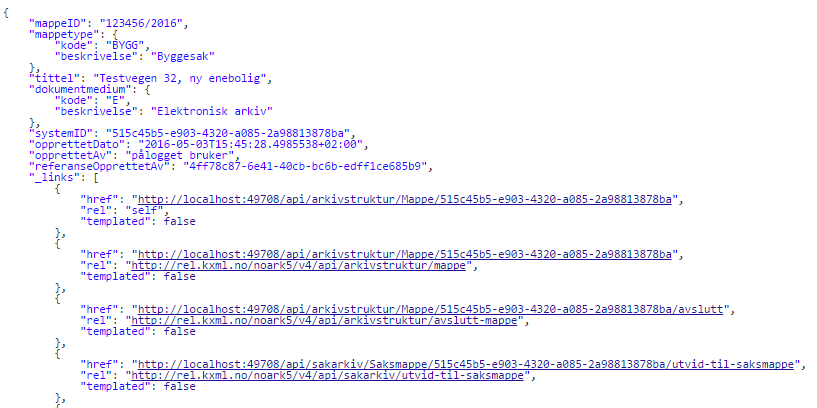 {
    "mappeID": "123456/2016",
    "mappetype": {
        "kode": "BYGG",
        "beskrivelse": "Byggesak"
    },
    "tittel": "Testvegen 32, ny enebolig",
    "dokumentmedium": {
        "kode": "E",
        "beskrivelse": "Elektronisk arkiv"
    },
    "systemID": "515c45b5-e903-4320-a085-2a98813878ba",
    "opprettetDato": "2016-05-03T15:45:28.4985538+02:00",
    "opprettetAv": "pålogget bruker",
    "referanseOpprettetAv": "4ff78c87-6e41-40cb-bc6b-edff1ce685b9",
    "_links": [
        {
            "href": "http://localhost:49708/api/arkivstruktur/Mappe/515c45b5-e903-4320-a085-2a98813878ba",
            "rel": "self",
            "templated": false
        },
        {
            "href": "http://localhost:49708/api/arkivstruktur/Mappe/515c45b5-e903-4320-a085-2a98813878ba",
            "rel": "http://rel.kxml.no/noark5/v4/api/arkivstruktur/mappe",
            "templated": false
        },
        {
            "href": "http://localhost:49708/api/arkivstruktur/Mappe/515c45b5-e903-4320-a085-2a98813878ba/avslutt",
            "rel": "http://rel.kxml.no/noark5/v4/api/arkivstruktur/avslutt-mappe",
            "templated": false
        },
        {
            "href": "http://localhost:49708/api/sakarkiv/Saksmappe/515c45b5-e903-4320-a085-2a98813878ba/utvid-til-saksmappe",
            "rel": "http://rel.kxml.no/noark5/v4/api/sakarkiv/utvid-til-saksmappe",
            "templated": false
        },
        {